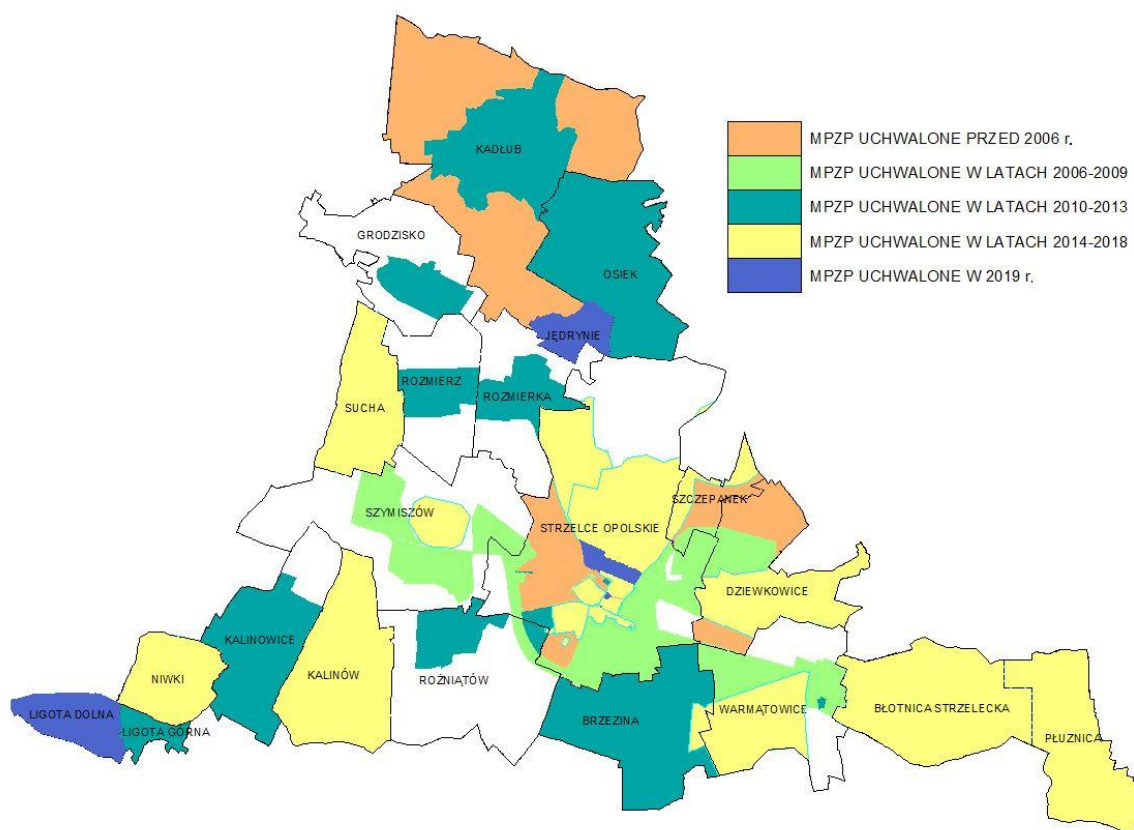 MPZP UCHWALONE PRZED 2006 r.
MPZP UCHWALONE W LATACH 2006-2009
MPZP UCHWALONE W LATACH 2010-2013
MPZP UCHWALONE W LATACH 2014-2018
MPZP UCHWALONE W 2019 r.
KADŁUB
GRODZISKO
OSIEK
JĘDRYNIE
ROZMIERZ
ROZMIERKA
SUCHA
SZCZEPANEK
SZYMISZÓW
STRZELCE OPOLSKIE
DZIEWKOWICE
KALINOWICE
NIWKI
KALINÓW
ROŻNIĄTÓW
LIGOTA DOLNA
LIGOTA GÓRNA
BRZEZINA
WARMĄTOWICE
BŁOTNICA STRZELECKA
PŁUŻNICA